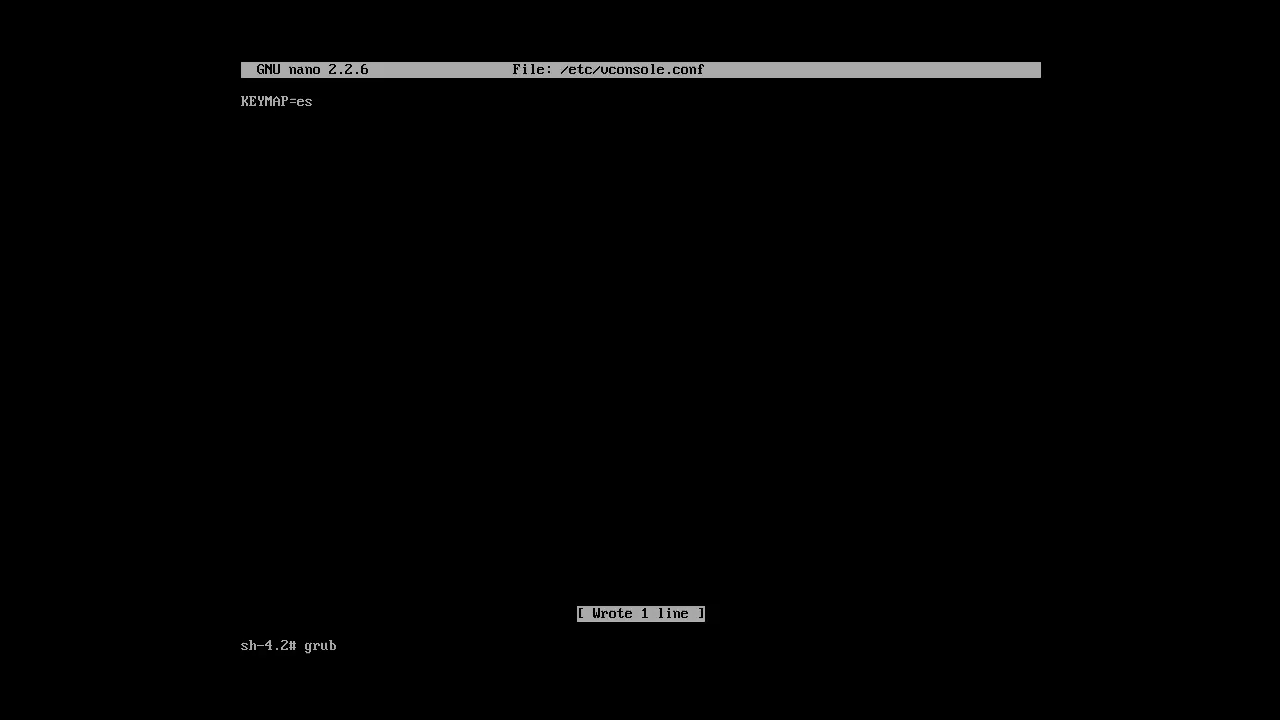 GNU nano 2.2.6 File: /etc/vconsole.conf
KEYMAP=es
[ Wrote 1 line ]
sh-4.2# grub